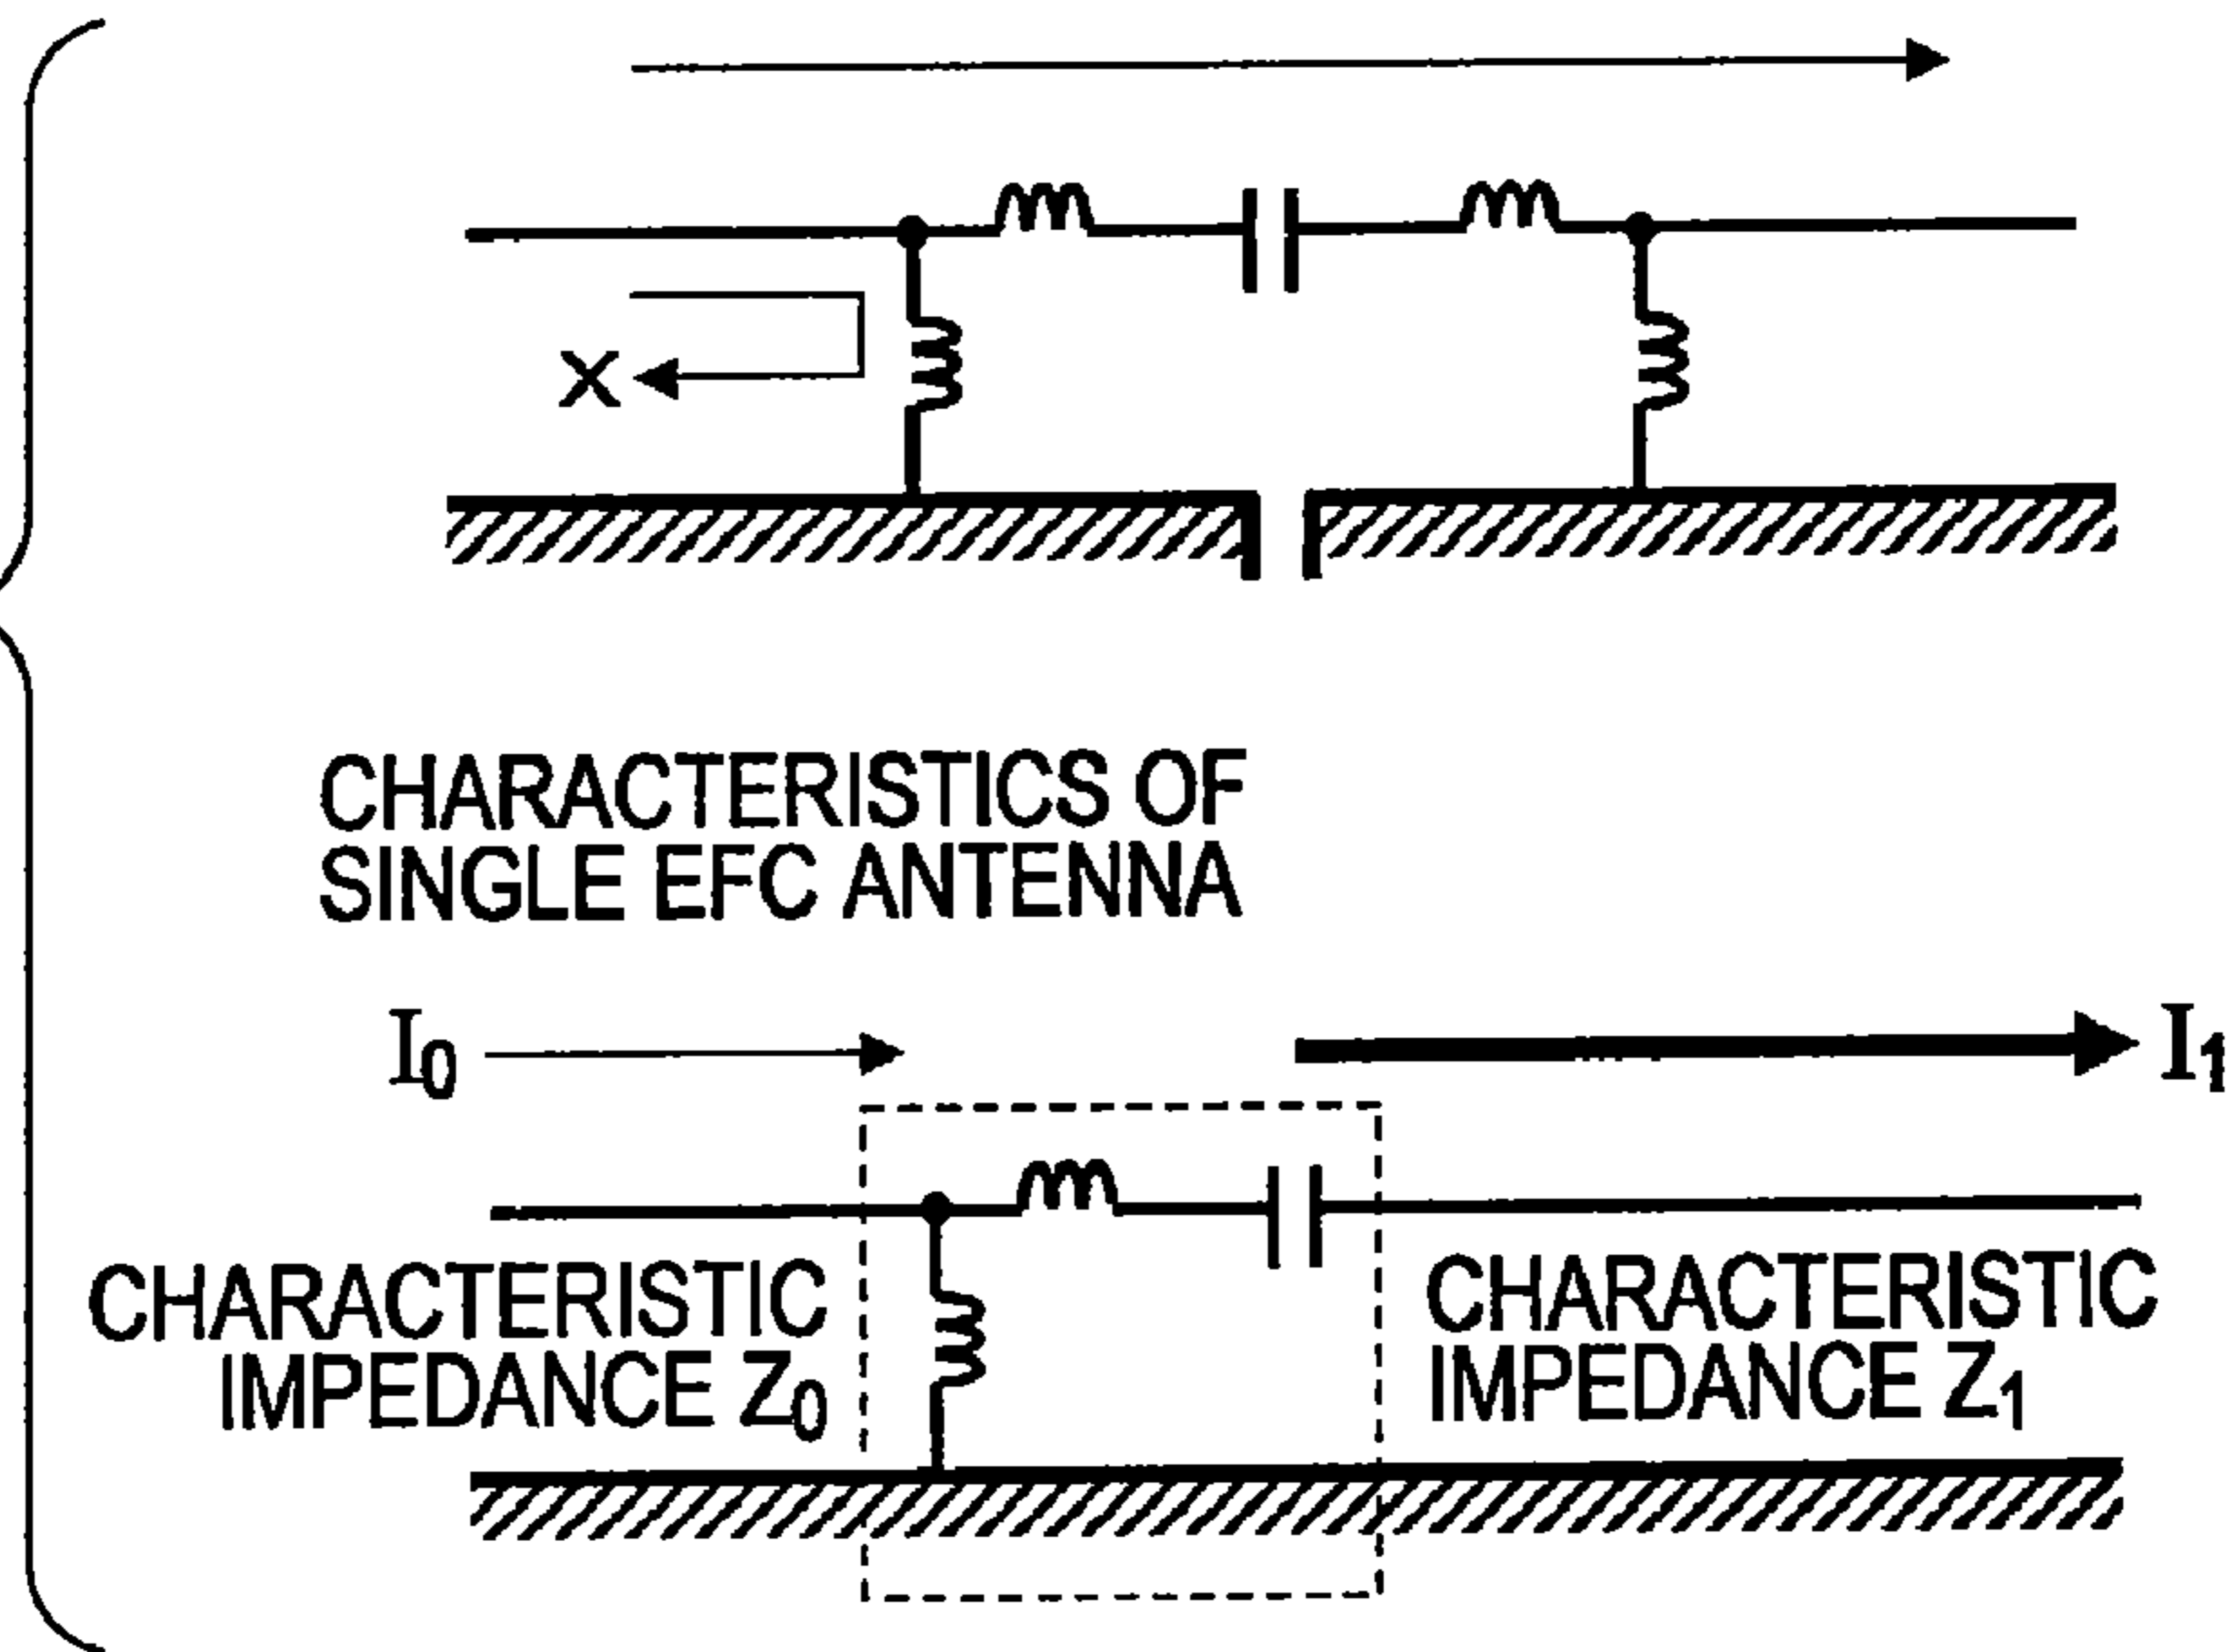 X
CHARACTERISTICS OF
SINGLE EFC ANTENNA
I₀
I₁
CHARACTERISTIC
IMPEDANCE Z₀
CHARACTERISTIC
IMPEDANCE Z₁